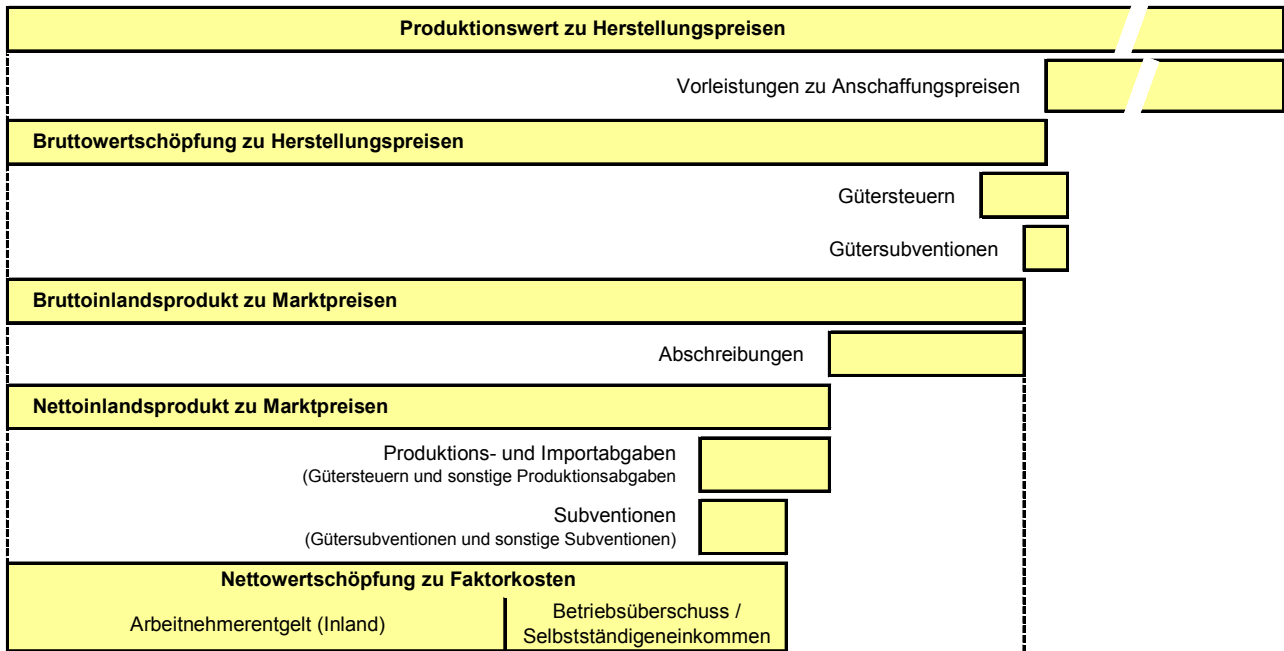 Produktionswert zu Herstellungspreisen
Vorleistungen zu Anschaffungspreisen
Bruttowertschöpfung zu Herstellungspreisen
Gütersteuern
Gütersubventionen
Bruttoinlandsprodukt zu Marktpreisen
Abschreibungen
Nettoinlandsprodukt zu Marktpreisen
Produktions- und Importabgaben
(Gütersteuern und sonstige Produktionsabgaben
Subventionen
(Gütersubventionen und sonstige Subventionen)
Nettowertschöpfung zu Faktorkosten
Arbeitnehmerentgelt (Inland)
Betriebsüberschuss /
Selbstständigeneinkommen